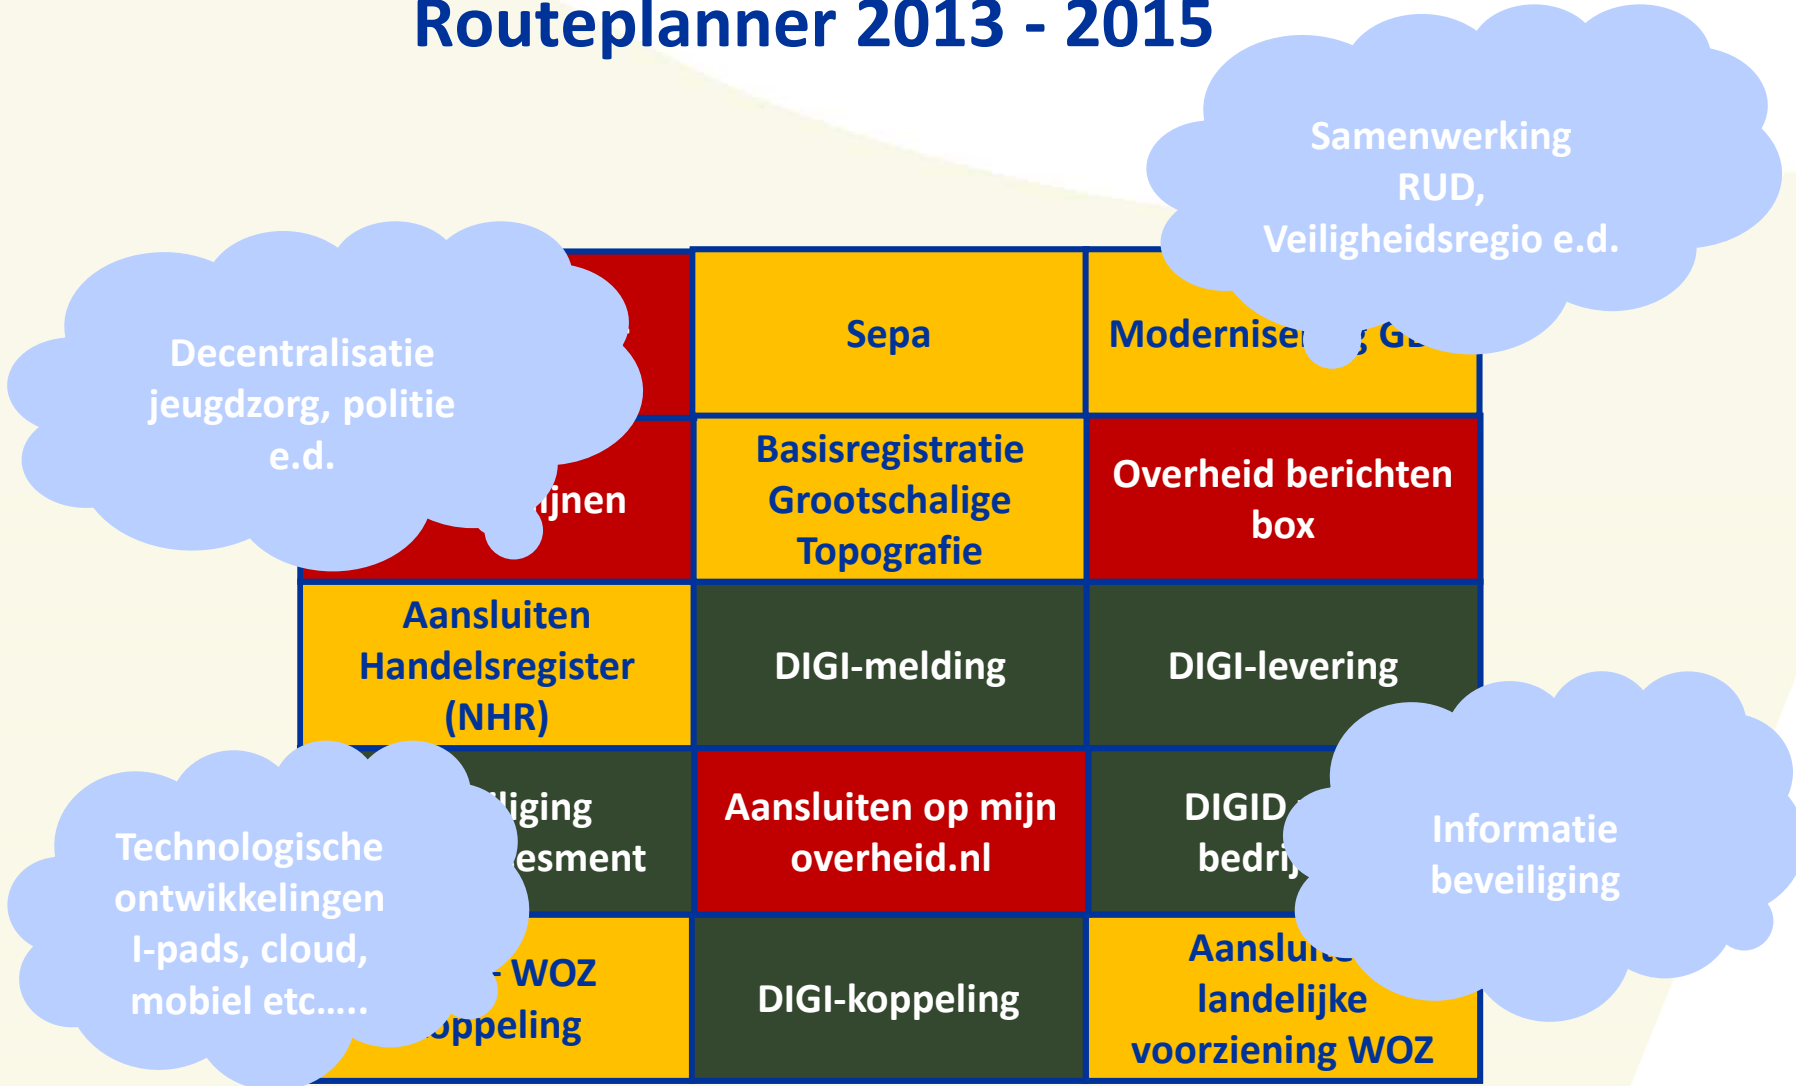 Routeplanner 2013 - 2015
Samenwerking
RUD,
Veiligheidsregio e.d.
Decentralisatie
jeugdzorg, politie
e.d.
Sepa
Basisregistratie
Grootschalige
Topografie
Overheid berichten
box
Aansluiten
Handelsregister
(NHR)
DIGI-melding
DIGI-levering
Aansluiten op mijn
overheid.nl
DIGID
Technologische
ontwikkelingen
I-pads, cloud,
mobiel etc…..
Informatie
beveiliging
WOZ
DIGI-koppeling
landelijke
voorziening WOZ